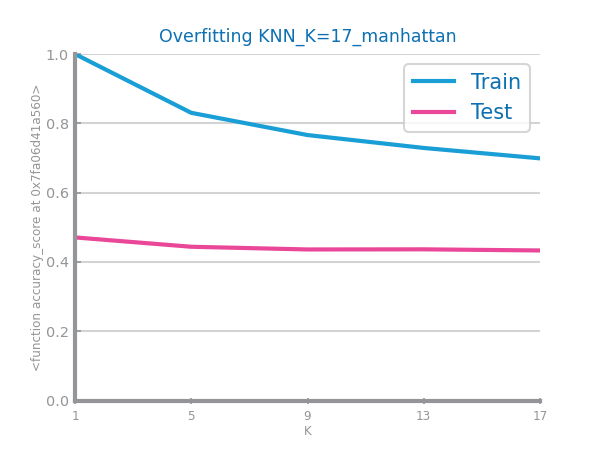 Overfitting KNN_K=17_manhattan
<function accuracy_score at 0x7fa06d41a560>
1.0
0.8
0.6
0.4
0.2
0.0
Train
Test
1 5 9 13 17
K